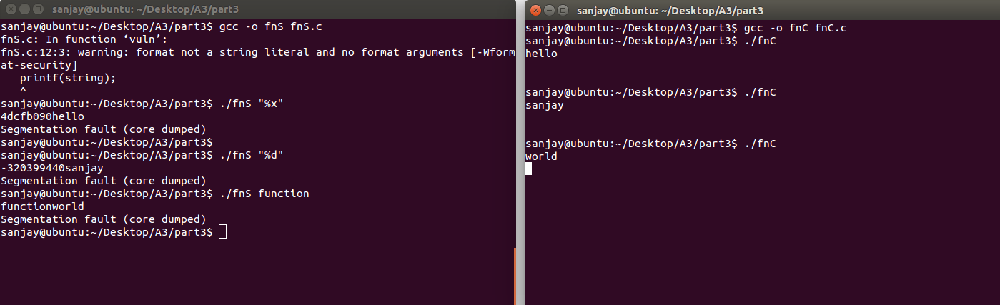 sanjay@ubuntu: ~/Desktop/A3/part3
sanjay@ubuntu:~/Desktop/A3/part3$ gcc -o fnS fnS.c
fnS.c: In function ‘vuln’:
fnS.c:12:3: warning: format not a string literal and no format arguments [-Wform
at-security]
   printf(string);
   ^
sanjay@ubuntu:~/Desktop/A3/part3$ ./fnS "%x"
4dcfb090hello
Segmentation fault (core dumped)
sanjay@ubuntu:~/Desktop/A3/part3$
sanjay@ubuntu:~/Desktop/A3/part3$ ./fnS "%d"
-320399440sanjay
Segmentation fault (core dumped)
sanjay@ubuntu:~/Desktop/A3/part3$ ./fnS function
functionworld
Segmentation fault (core dumped)
sanjay@ubuntu:~/Desktop/A3/part3$
sanjay@ubuntu: ~/Desktop/A3/part3
sanjay@ubuntu:~/Desktop/A3/part3$ gcc -o fnC fnC.c
sanjay@ubuntu:~/Desktop/A3/part3$ ./fnC
hello
sanjay@ubuntu:~/Desktop/A3/part3$ ./fnC
sanjay
sanjay@ubuntu:~/Desktop/A3/part3$ ./fnC
world